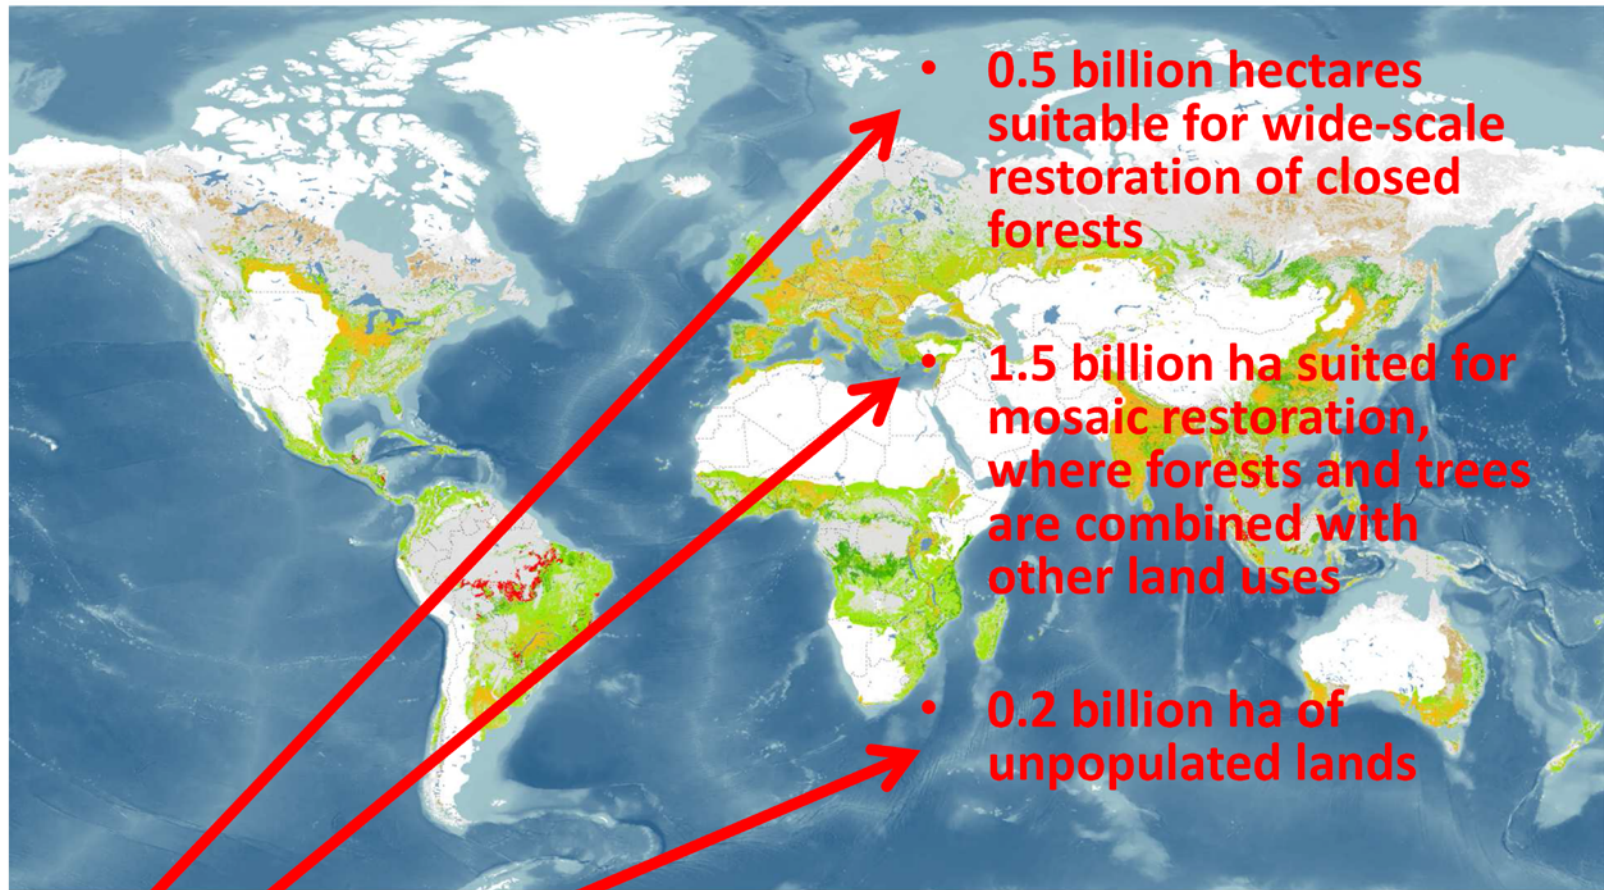 • 0.5 billion hectares
suitable for wide-scale
restoration of closed
forests
• 1.5 billion ha suited for
mosaic restoration,
where forests and trees
are combined with
other land uses
• 0.2 billion ha of
unpopulated lands